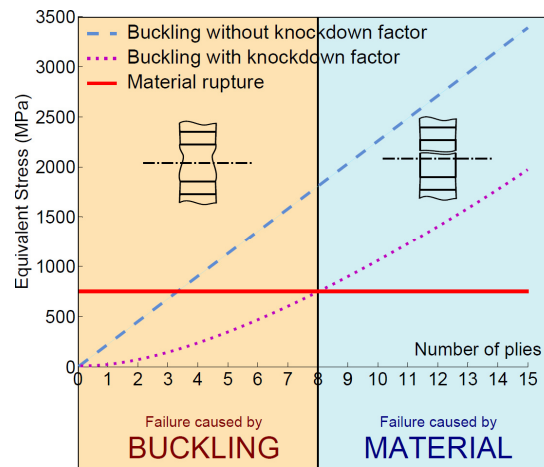 3500
3000
2500
2000
1500
1000
500
0
Equivalent Stress (MPa)
Buckling without knockdown factor
Buckling with knockdown factor
Material rupture
Number of plies
0 1 2 3 4 5 6 7 8 9 10 11 12 13 14 15
Failure caused by
BUCKLING
Failure caused by
MATERIAL